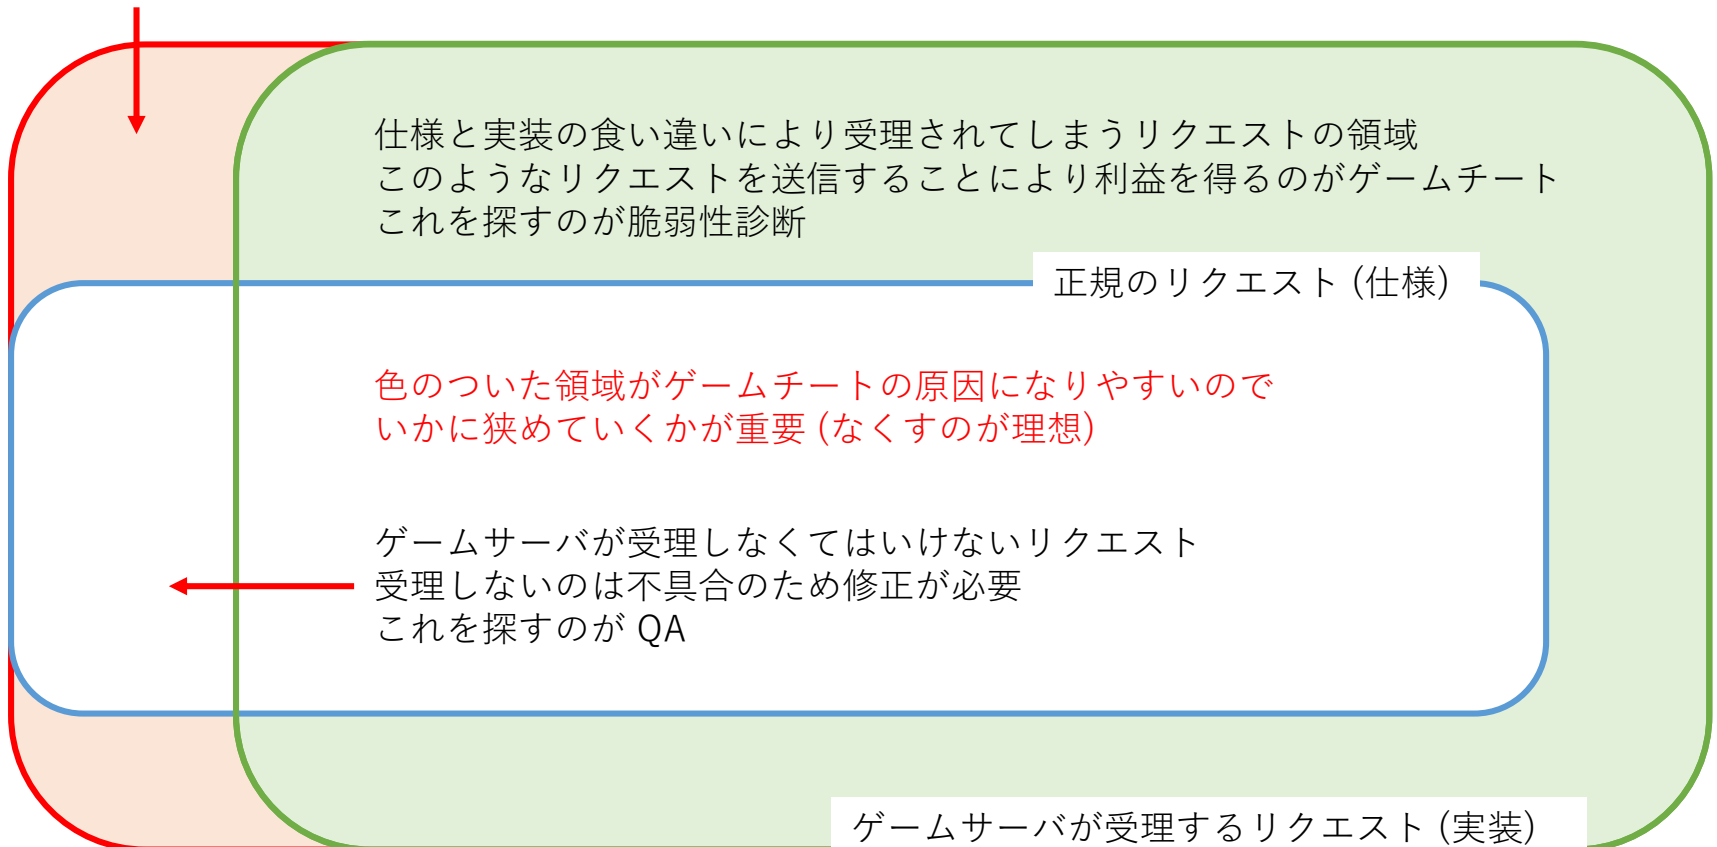 仕様と実装の食い違いにより受理されてしまうリクエストの領域
このようなリクエストを送信することにより利益を得るのがゲームチート
これを探すのが脆弱性診断
正規のリクエスト (仕様)
色のついた領域がゲームチートの原因になりやすいので
いかに狭めていくかが重要 (なくすのが理想)
ゲームサーバが受理しなくてはいけないリクエスト
受理しないのは不具合のため修正が必要
これを探すのが QA
ゲームサーバが受理するリクエスト (実装)